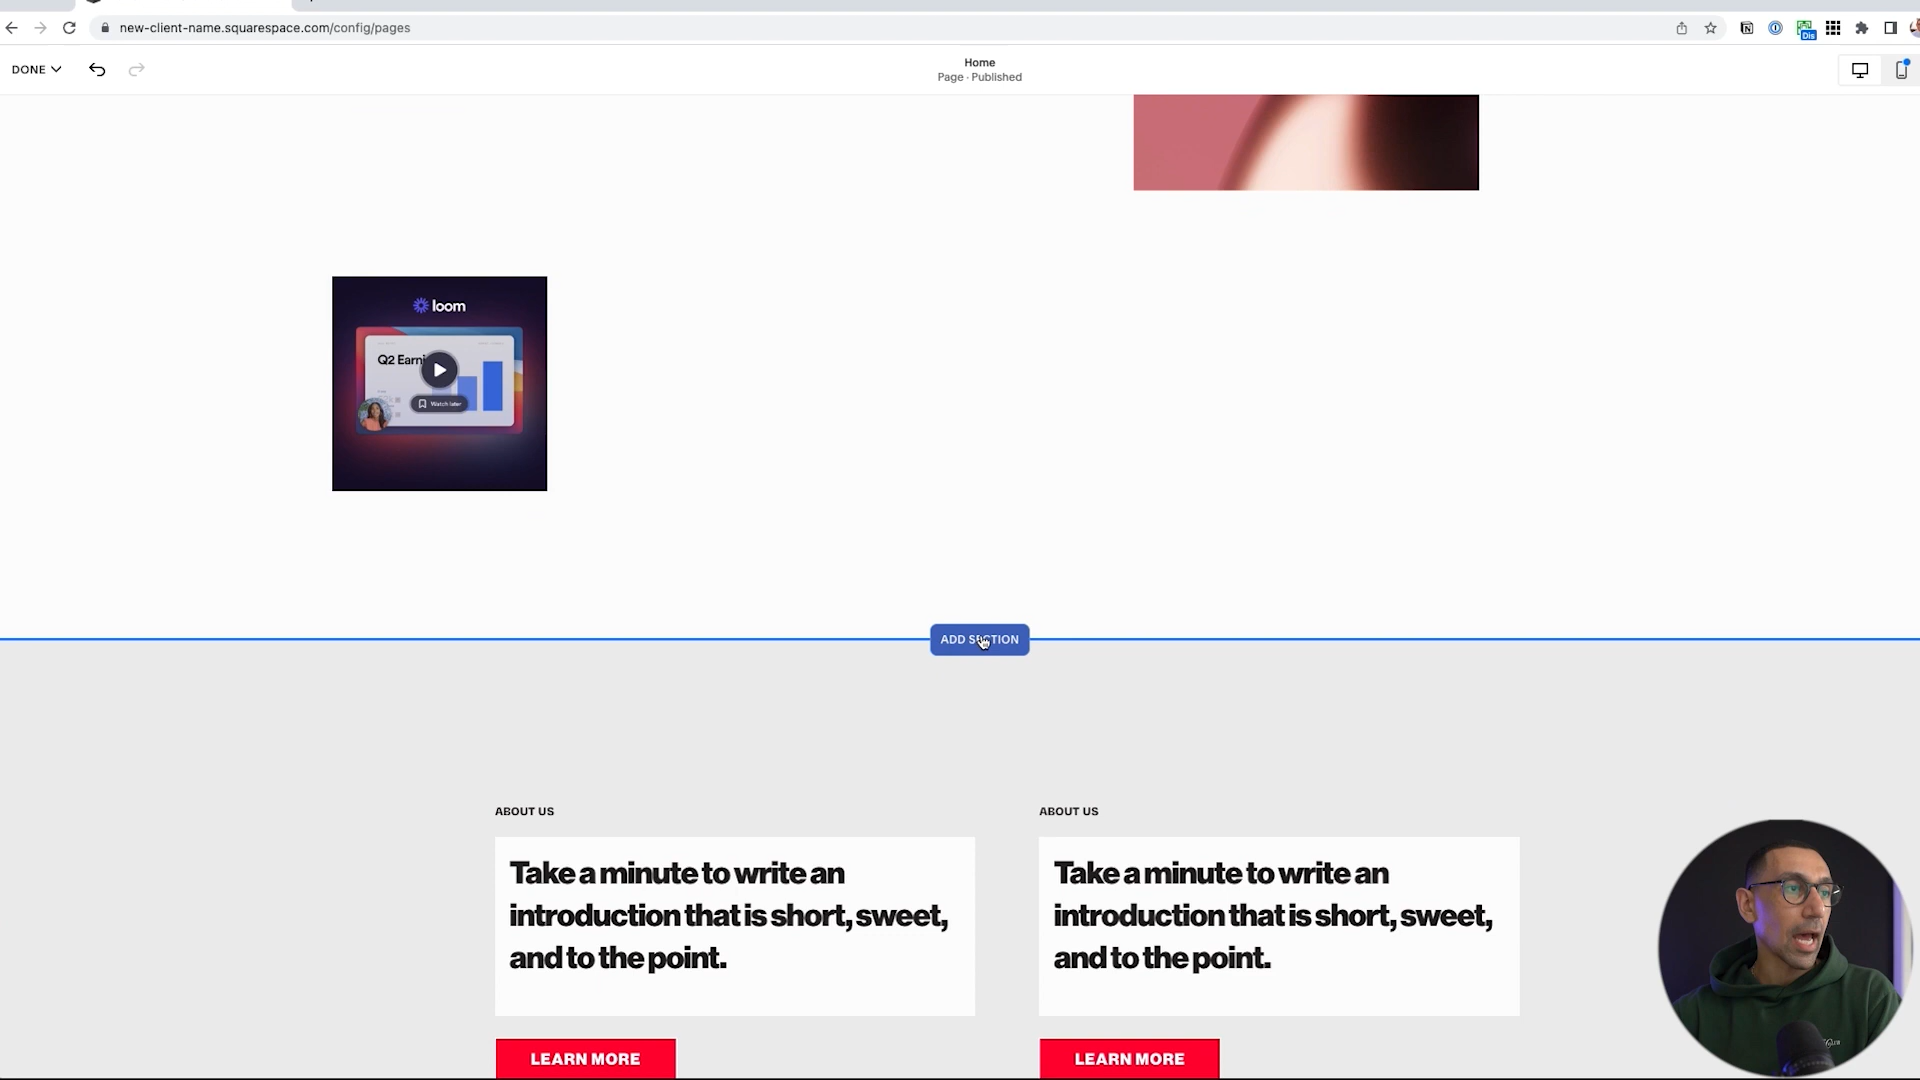 new-client-name.squarespace.com/config/pages
Dis
DONE
Home
Page · Published
loom
Q2 Earni
Watch later
ADD SECTION
ABOUT US
Take a minute to write an
introduction that is short, sweet,
and to the point.
LEARN MORE
ABOUT US
Take a minute to write an
introduction that is short, sweet,
and to the point.
LEARN MORE